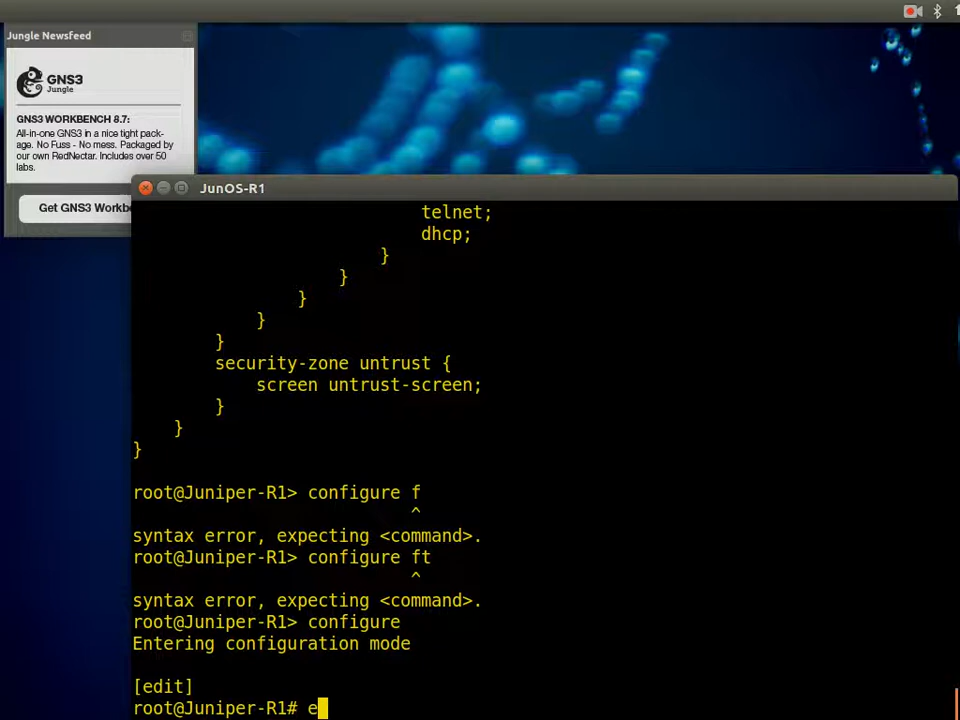 Jungle Newsfeed
GNS3
Jungle
GNS3 WORKBENCH 8.7:
All-in-one GNS3 in a nice tight pack-
age. No Fuss - No mess. Packaged by
our own RedNectar. Includes over 50
labs.
Get GNS3 Workbe
JunOS-R1
telnet;
dhcp;
}
}
}
}
}
security-zone untrust {
screen untrust-screen;
}
}
}
root@Juniper-R1> configure f
^
syntax error, expecting <command>.
root@Juniper-R1> configure ft
^
syntax error, expecting <command>.
root@Juniper-R1> configure
Entering configuration mode
[edit]
root@Juniper-R1# e